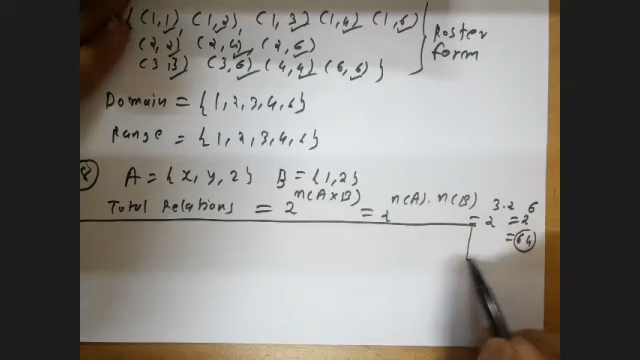 {(1,1) (1,2), (1,3) (1,4) (1,6)
(2,2) (2,4), (2,6)
(3,3) (3,6) (4,4) (6,6)}
Roster
form
Domain = {1,2,3,4,6}
Range = {1,2,3,4,6}
A = {x, y, z} B = {1,2}
Total Relations = 2^n(A×B) = 2^n(A)·n(B) = 2^3·2 = 2^6
= 64